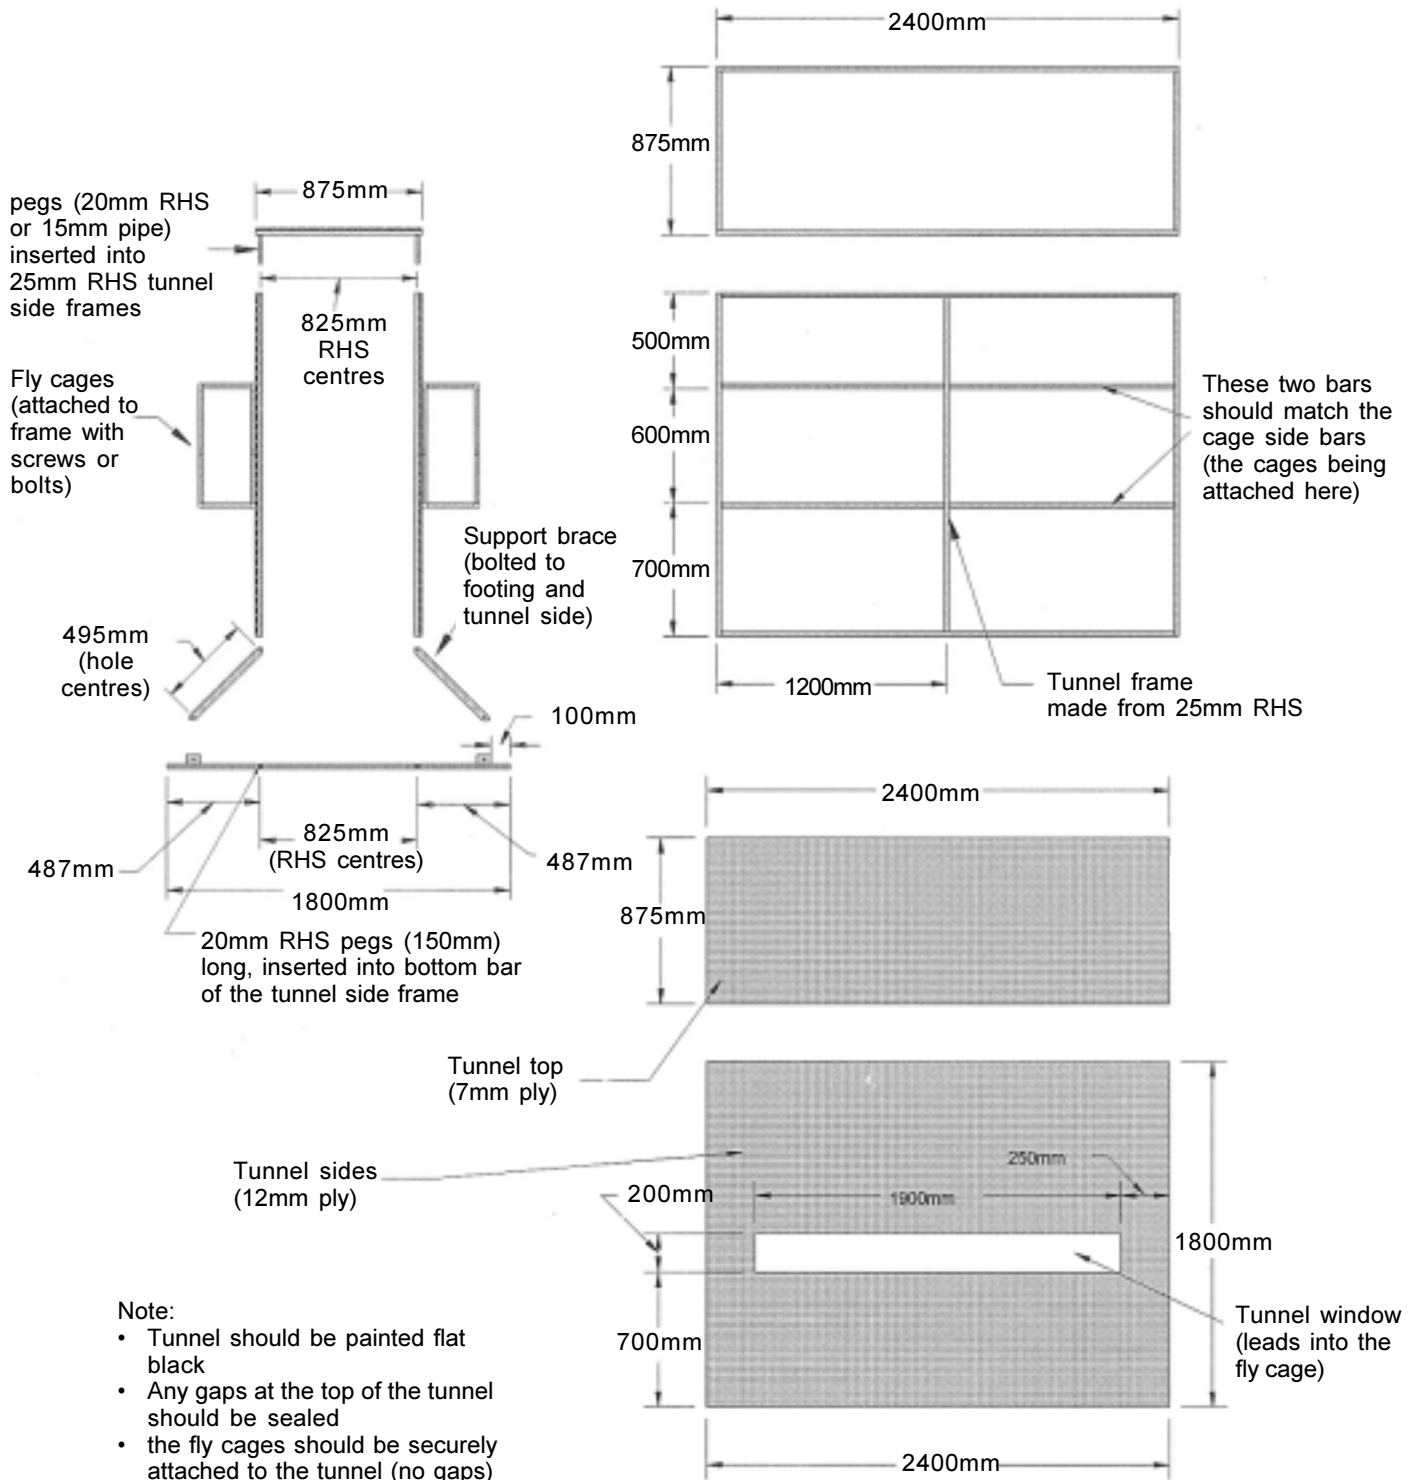 2400mm
875mm
875mm
pegs (20mm RHS
or 15mm pipe)
inserted into
25mm RHS tunnel
side frames
825mm
RHS
centres
Fly cages
(attached to
frame with
screws or
bolts)
500mm
600mm
700mm
These two bars
should match the
cage side bars
(the cages being
attached here)
Support brace
(bolted to
footing and
tunnel side)
495mm
(hole
centres)
1200mm
Tunnel frame
made from 25mm RHS
100mm
825mm
(RHS centres)
487mm
487mm
1800mm
20mm RHS pegs (150mm)
long, inserted into bottom bar
of the tunnel side frame
2400mm
875mm
Tunnel top
(7mm ply)
Tunnel sides
(12mm ply)
250mm
200mm
1900mm
1800mm
700mm
Tunnel window
(leads into the
fly cage)
2400mm
Note:
• Tunnel should be painted flat
black
• Any gaps at the top of the tunnel
should be sealed
• the fly cages should be securely
attached to the tunnel (no gaps)